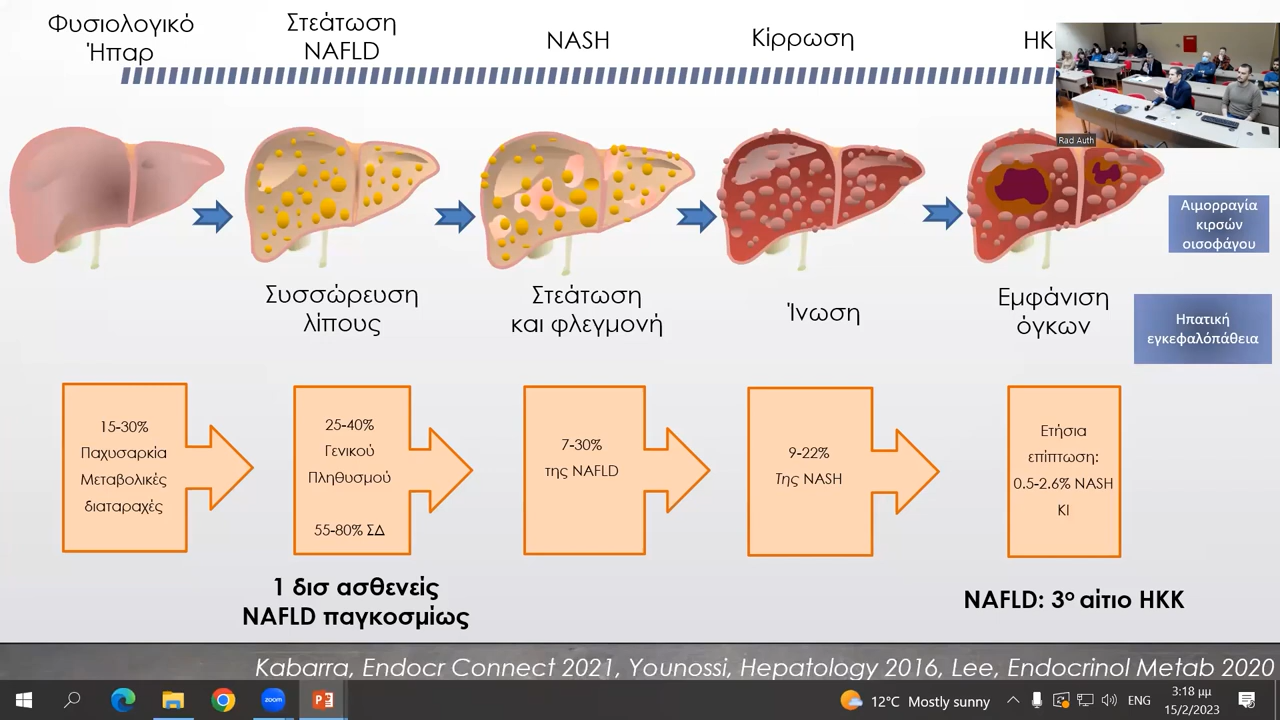 Φυσιολογικό
Ήπαρ
Στεάτωση
NAFLD
NASH
Κίρρωση
HK
Rad Auth
Αιμορραγία
κιρσών
οισοφάγου
Συσσώρευση
λίπους
Στεάτωση
και φλεγμονή
Ίνωση
Εμφάνιση
όγκων
Ηπατική
εγκεφαλόπάθεια
15-30%
Παχυσαρκία
Μεταβολικές
διαταραχές
25-40%
Γενικού
Πληθυσμού
55-80% ΣΔ
7-30%
της NAFLD
9-22%
Της NASH
Ετήσια
επίπτωση:
0.5-2.6% NASH
ΚΙ
1 δισ ασθενείς
NAFLD παγκοσμίως
NAFLD: 3ο αίτιο ΗΚΚ
Kabarra, Endocr Connect 2021, Younossi, Hepatology 2016, Lee, Endocrinol Metab 2020
zoom
12°C Mostly sunny
ENG
3:18 μμ
15/2/2023